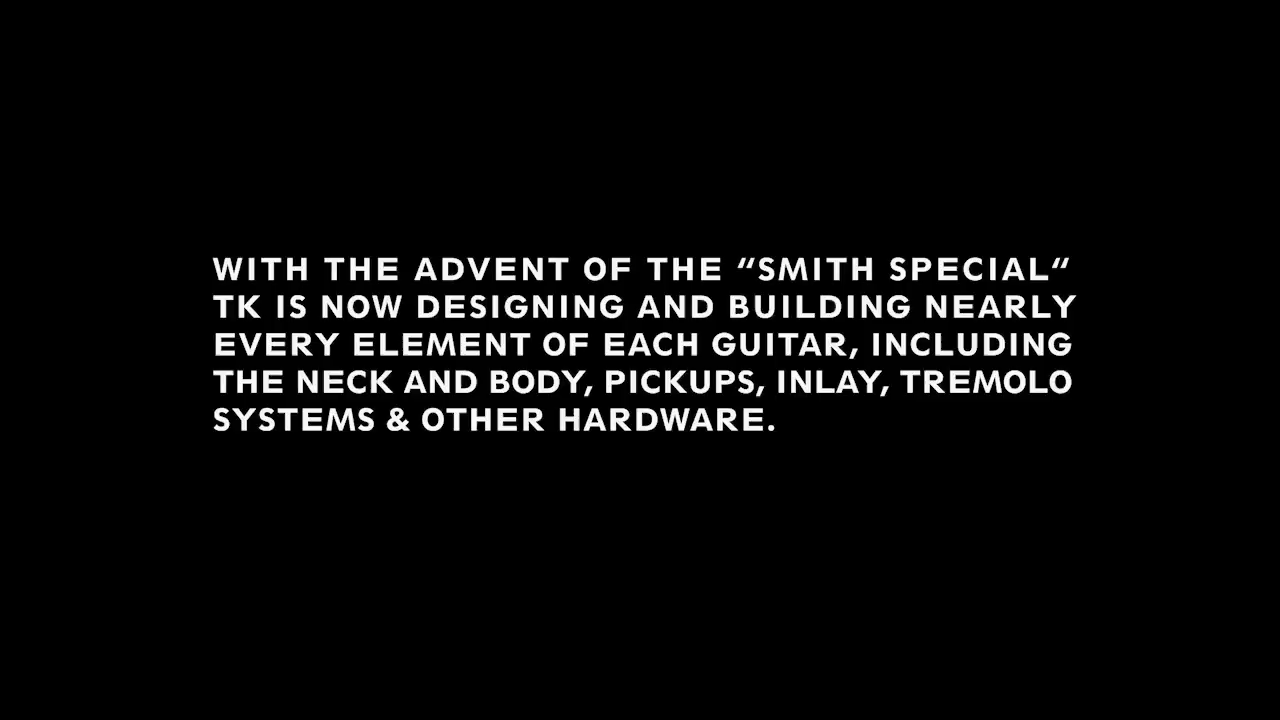 WITH THE ADVENT OF THE “SMITH SPECIAL“
TK IS NOW DESIGNING AND BUILDING NEARLY
EVERY ELEMENT OF EACH GUITAR, INCLUDING
THE NECK AND BODY, PICKUPS, INLAY, TREMOLO
SYSTEMS & OTHER HARDWARE.